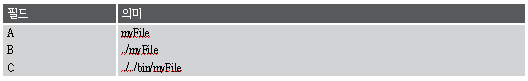 필드 의미
A myFile
B ../myFile
C ../../bin/myFile